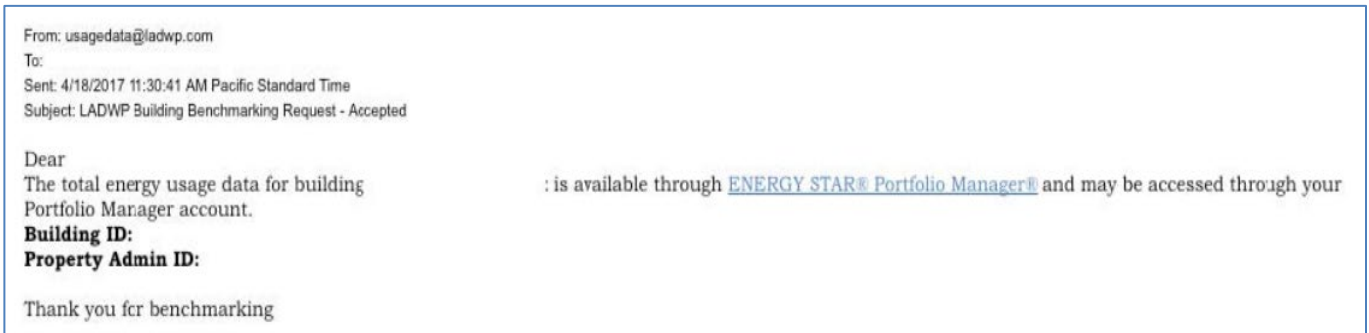 From: usagedata@ladwp.com
To:
Sent: 4/18/2017 11:30:41 AM Pacific Standard Time
Subject: LADWP Building Benchmarking Request - Accepted
Dear
The total energy usage data for building : is available through ENERGY STAR® Portfolio Manager® and may be accessed through your
Portfolio Manager account.
Building ID:
Property Admin ID:
Thank you for benchmarking